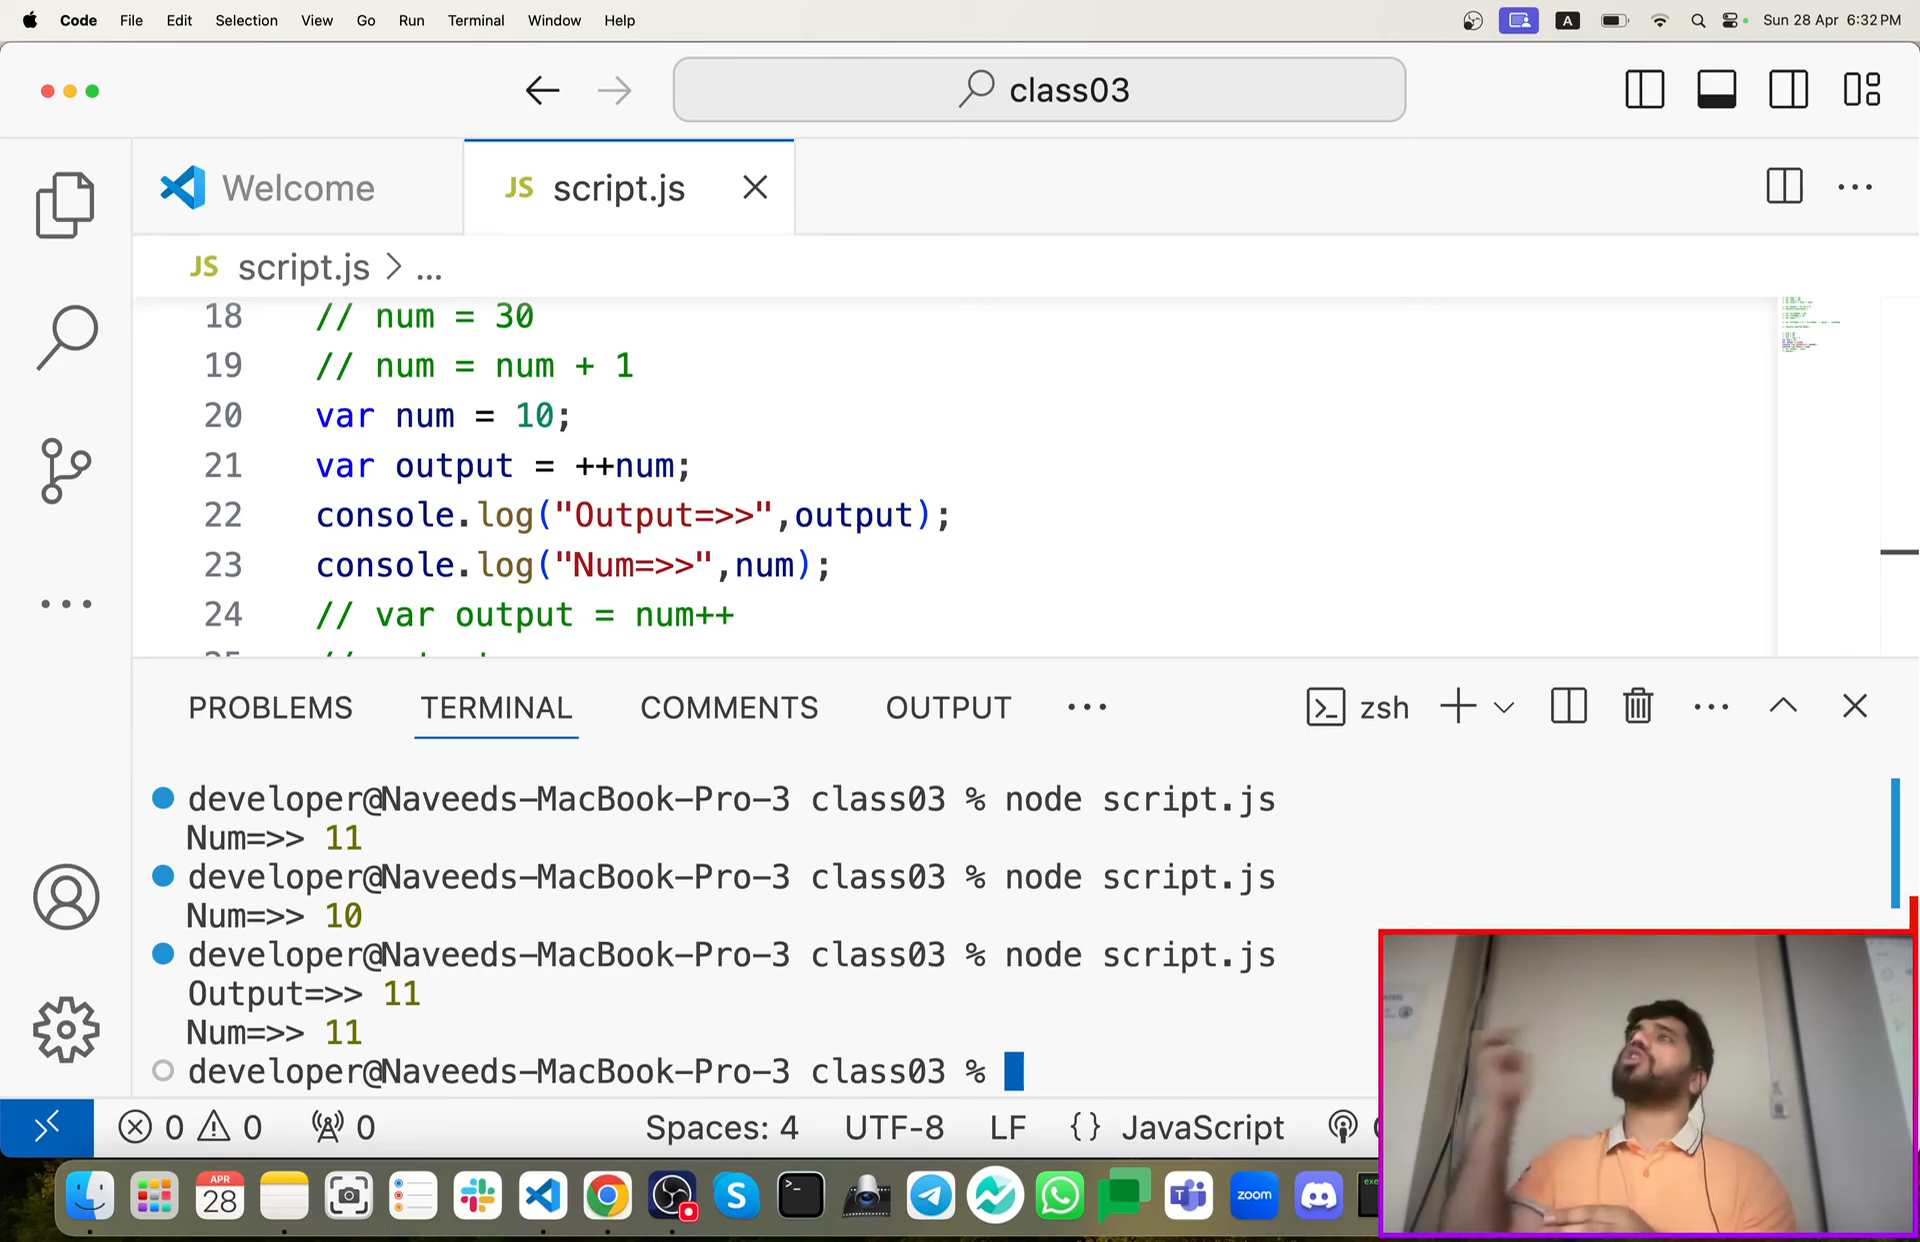 Code File Edit Selection View Go Run Terminal Window Help A Sun 28 Apr 6:32 PM
class03
Welcome JS script.js
JS script.js > ...
18 // num = 30
19 // num = num + 1
20 var num = 10;
21 var output = ++num;
22 console.log("Output=>>",output);
23 console.log("Num=>>",num);
24 // var output = num++
PROBLEMS TERMINAL COMMENTS OUTPUT ... zsh
developer@Naveeds-MacBook-Pro-3 class03 % node script.js
Num=>> 11
developer@Naveeds-MacBook-Pro-3 class03 % node script.js
Num=>> 10
developer@Naveeds-MacBook-Pro-3 class03 % node script.js
Output=>> 11
Num=>> 11
developer@Naveeds-MacBook-Pro-3 class03 %
0 0 0 Spaces: 4 UTF-8 LF {} JavaScript
APR
28 S zoom exe